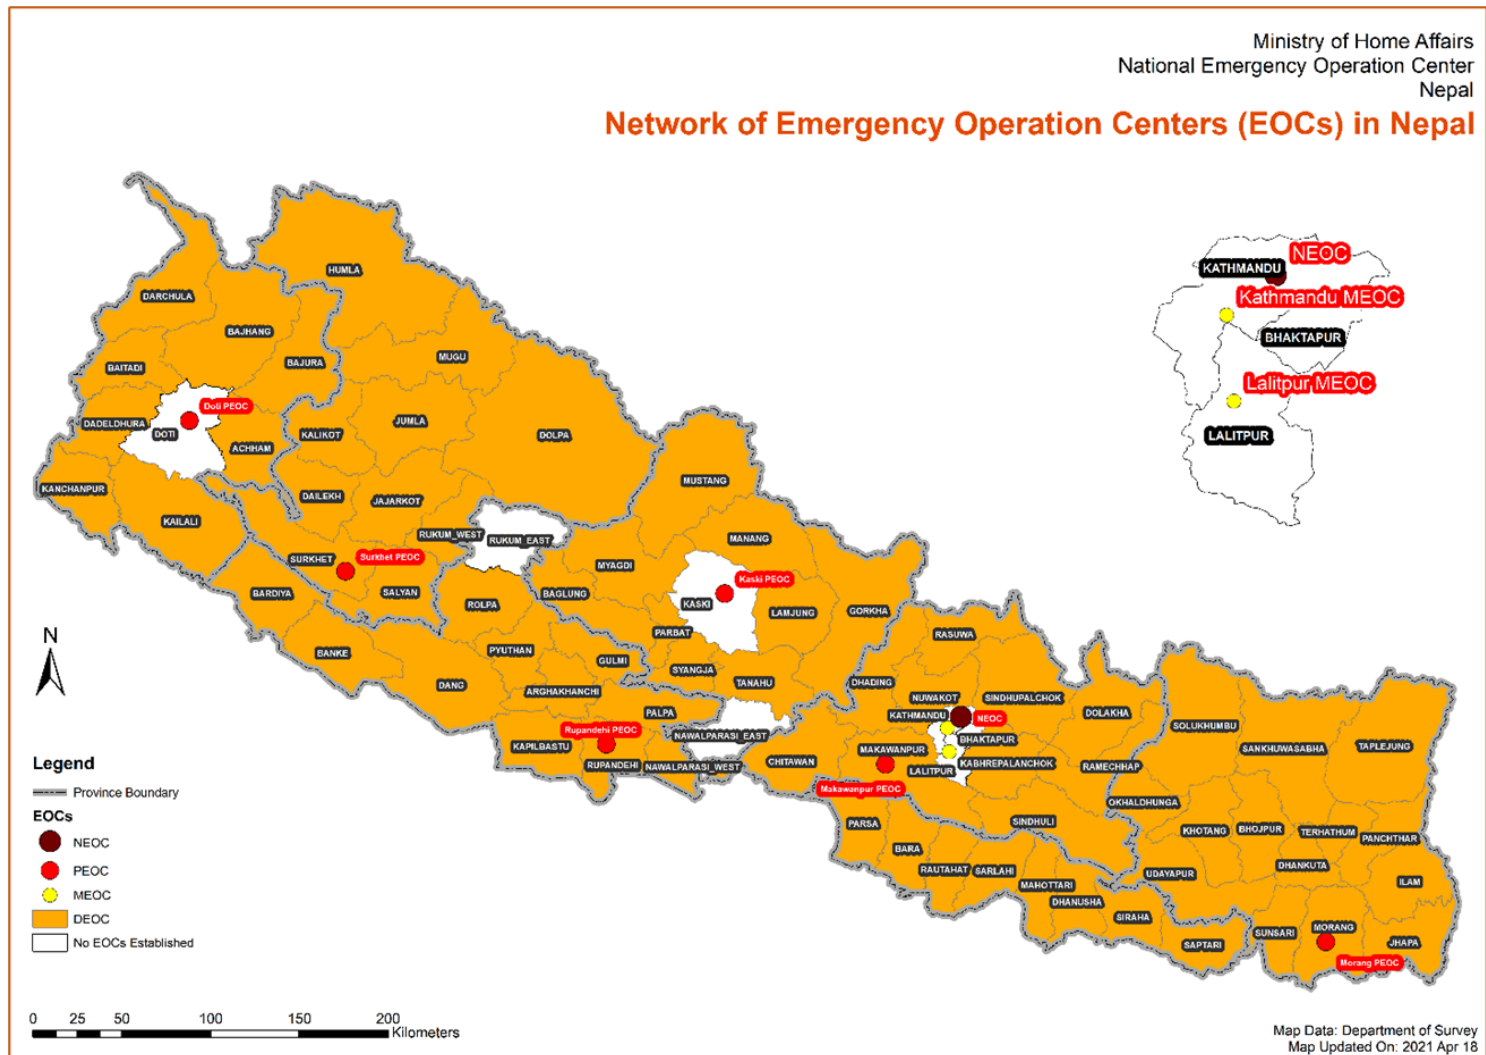 Ministry of Home Affairs
National Emergency Operation Center
Nepal
Network of Emergency Operation Centers (EOCs) in Nepal
NEOC
KATHMANDU
Kathmandu MEOC
BHAKTAPUR
Lalitpur MEOC
LALITPUR
HUMLA
DARCHULA
BAJHANG
BAJURA
MUGU
BAITADI
Doti PEOC
DADELDHURA
DOTI
ACHHAM
KALIKOT
JUMLA
DOLPA
KANCHANPUR
KAILALI
DAILEKH
JAJARKOT
MUSTANG
RUKUM_WEST
RUKUM_EAST
MANANG
SURKHET
Surkhet PEOC
MYAGDI
Kaski PEOC
BARDIYA
SALYAN
ROLPA
BAGLUNG
KASKI
LAMJUNG
GORKHA
PARBAT
RASUWA
BANKE
PYUTHAN
GULMI
SYANGJA
TANAHU
DHADING
DANG
ARGHAKHANCHI
NUWAKOT
SINDHUPALCHOK
PALPA
KATHMANDU
NEOC
DOLAKHA
SOLUKHUMBU
Rupandehi PEOC
NAWALPARASI_EAST
KAPILBASTU
RUPANDEHI
NAWALPARASI_WEST
CHITAWAN
MAKAWANPUR
BHAKTAPUR
LALITPUR
KABHREPALANCHOK
RAMECHHAP
SANKHUWASABHA
TAPLEJUNG
Makawanpur PEOC
OKHALDHUNGA
PARSA
SINDHULI
KHOTANG
BHOJPUR
TERHATHUM
PANCHTHAR
BARA
RAUTAHAT
SARLAHI
MAHOTTARI
UDAYAPUR
DHANKUTA
ILAM
DHANUSHA
SIRAHA
SAPTARI
SUNSARI
MORANG
JHAPA
Morang PEOC
N
Legend
Province Boundary
EOCs
NEOC
PEOC
MEOC
DEOC
No EOCs Established
0 25 50 100 150 200
Kilometers
Map Data: Department of Survey
Map Updated On: 2021 Apr 18